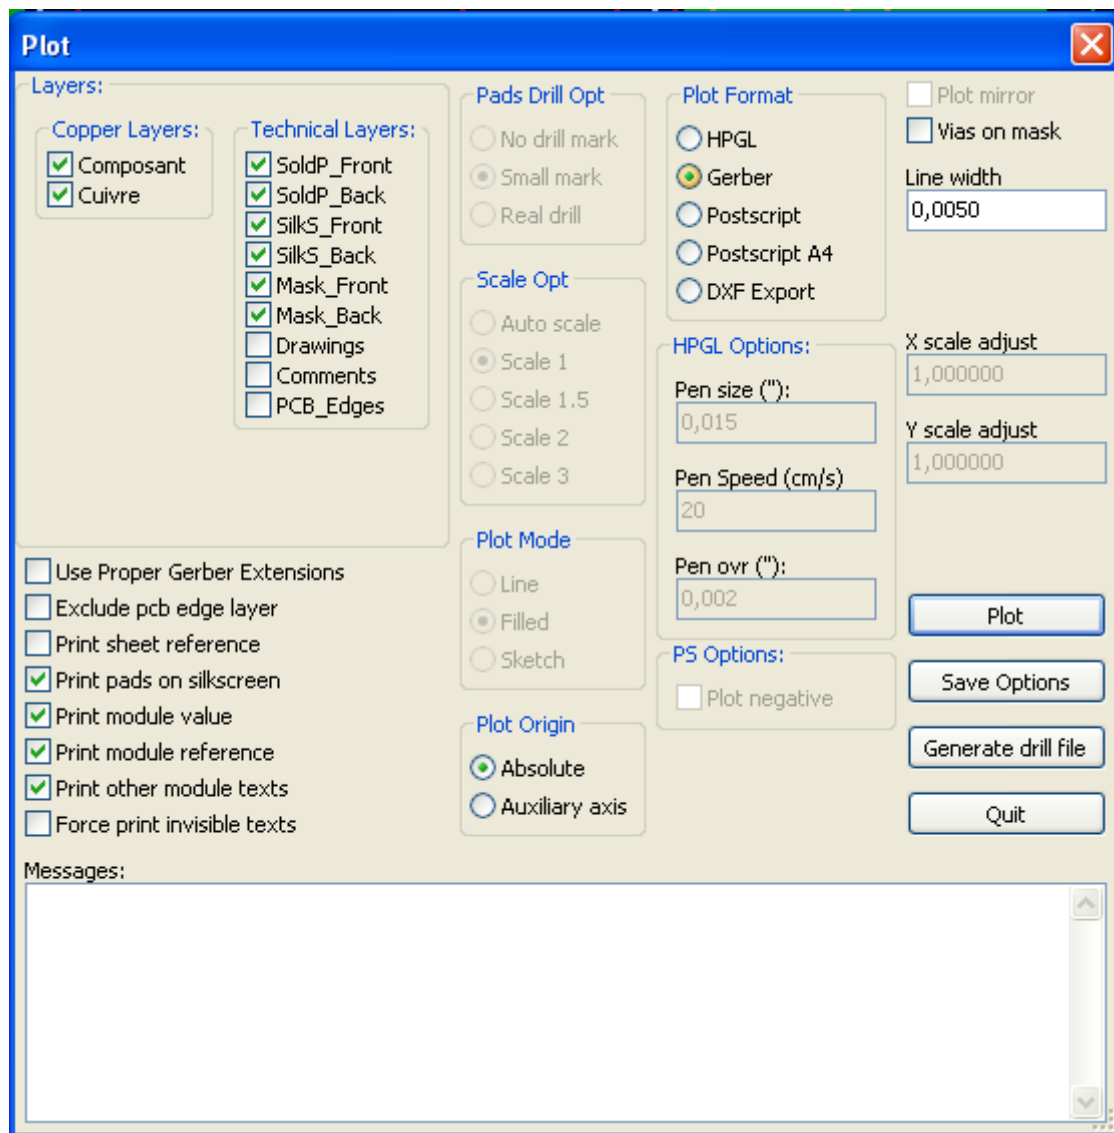 Plot
Layers:
Copper Layers:
Composant
Cuivre
Technical Layers:
SoldP_Front
SoldP_Back
SilkS_Front
SilkS_Back
Mask_Front
Mask_Back
Drawings
Comments
PCB_Edges
Use Proper Gerber Extensions
Exclude pcb edge layer
Print sheet reference
Print pads on silkscreen
Print module value
Print module reference
Print other module texts
Force print invisible texts
Pads Drill Opt
No drill mark
Small mark
Real drill
Scale Opt
Auto scale
Scale 1
Scale 1.5
Scale 2
Scale 3
Plot Mode
Line
Filled
Sketch
Plot Origin
Absolute
Auxiliary axis
Plot Format
HPGL
Gerber
Postscript
Postscript A4
DXF Export
HPGL Options:
Pen size ("):
0,015
Pen Speed (cm/s)
20
Pen ovr ("):
0,002
PS Options:
Plot negative
Plot mirror
Vias on mask
Line width
0,0050
X scale adjust
1,000000
Y scale adjust
1,000000
Plot
Save Options
Generate drill file
Quit
Messages: